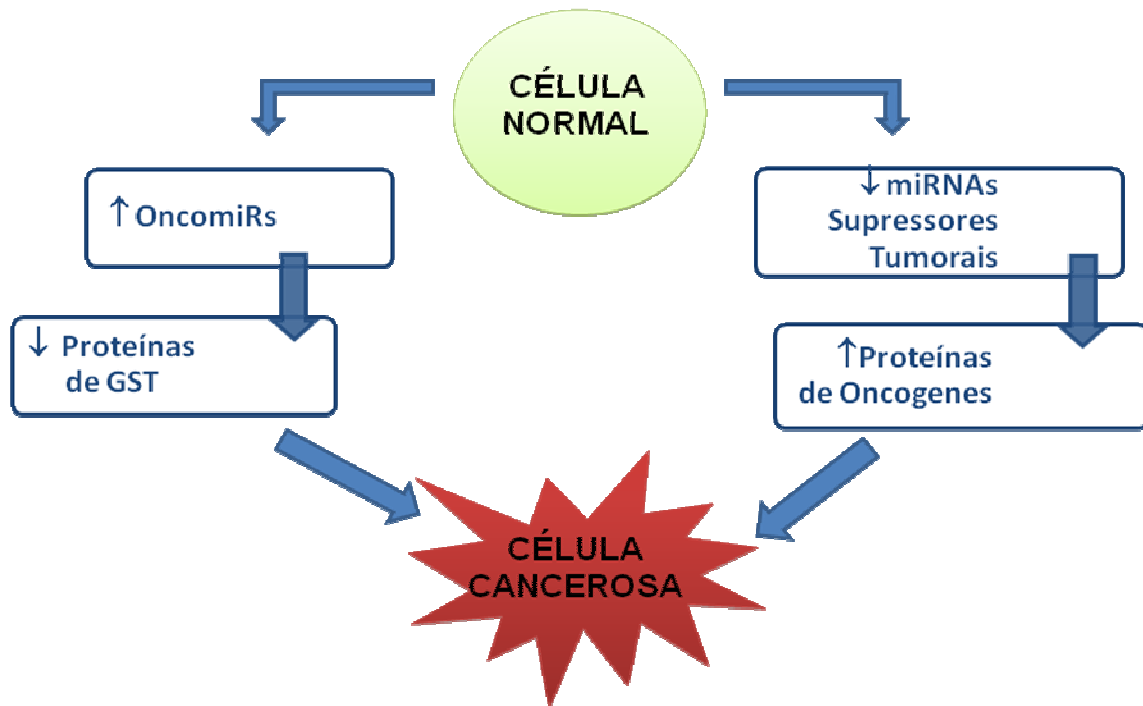 CÉLULA
NORMAL
↑ OncomiRs
↓ Proteínas
de GST
↓ miRNAs
Supressores
Tumorais
↑Proteínas
de Oncogenes
CÉLULA
CANCEROSA